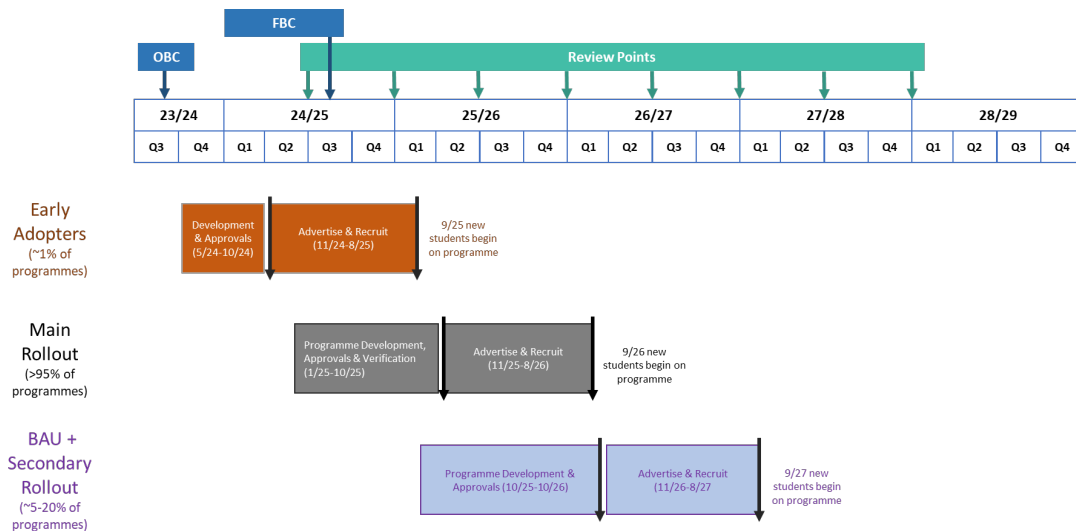 FBC
OBC
Review Points
23/24
24/25
25/26
26/27
27/28
28/29
Q3
Q4
Q1
Q2
Q3
Q4
Q1
Q2
Q3
Q4
Q1
Q2
Q3
Q4
Q1
Q2
Q3
Q4
Q1
Q2
Q3
Q4
Early
Adopters
(~1% of
programmes)
Development
& Approvals
(5/24-10/24)
Advertise & Recruit
(11/24-8/25)
9/25 new
students begin
on programme
Main
Rollout
(>95% of
programmes)
Programme Development,
Approvals & Verification
(1/25-10/25)
Advertise & Recruit
(11/25-8/26)
9/26 new
students begin on
programme
BAU +
Secondary
Rollout
(~5-20% of
programmes)
Programme Development &
Approvals (10/25-10/26)
Advertise & Recruit
(11/26-8/27
9/27 new
students begin
on programme